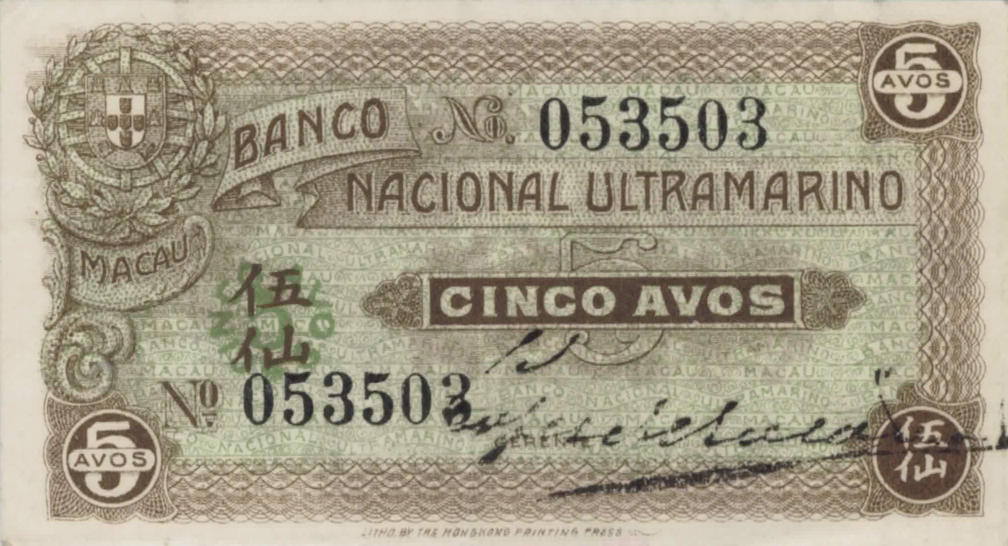 5 AVOS
BANCO No. 053503
NACIONAL ULTRAMARINO
MACAU
伍仙
5
CINCO AVOS
No 053503
GERENTE
5 AVOS
伍仙
LITHO. BY THE HONGKONG PRINTING PRESS